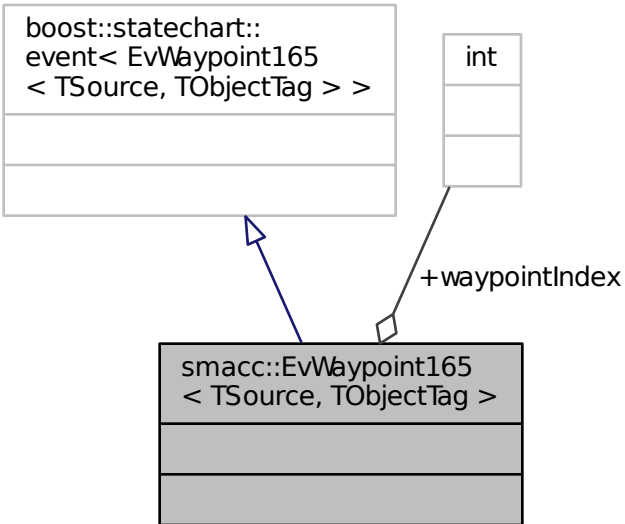 boost::statechart::
event< EvWaypoint165
< TSource, TObjectTag > >
int
+waypointIndex
smacc::EvWaypoint165
< TSource, TObjectTag >